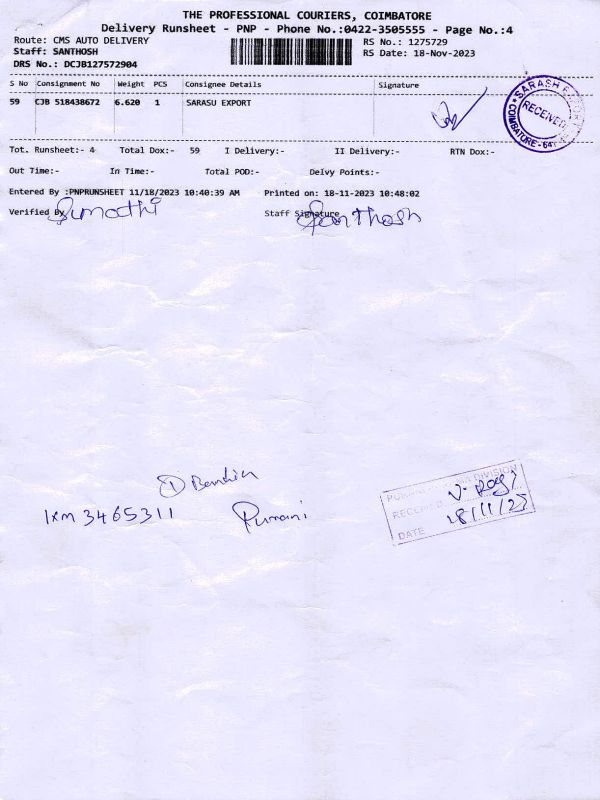 THE PROFESSIONAL COURIERS, COIMBATORE
Delivery Runsheet - PNP - Phone No.:0422-3505555 - Page No.:4
Route: CMS AUTO DELIVERY RS No.: 1275729
Staff: SANTHOSH RS Date: 18-Nov-2023
DRS No.: DCJB127572904
S No Consignment No Weight PCS Consignee Details Signature
59 CJB 518438672 6.620 1 SARASU EXPORT
RECEIVED
COIMBATORE - 641
Tot. Runsheet:- 4 Total Dox:- 59 I Delivery:- II Delivery:- RTN Dox:-
Out Time:- In Time:- Total POD:- Delvy Points:-
Entered By :PNPRUNSHEET 11/18/2023 10:40:39 AM Printed on: 18-11-2023 10:48:02
Verified By Sumathi Staff Signature Santhosh
1xm 3465311
DIVISION
RECEIVED
DATE 18/11/23